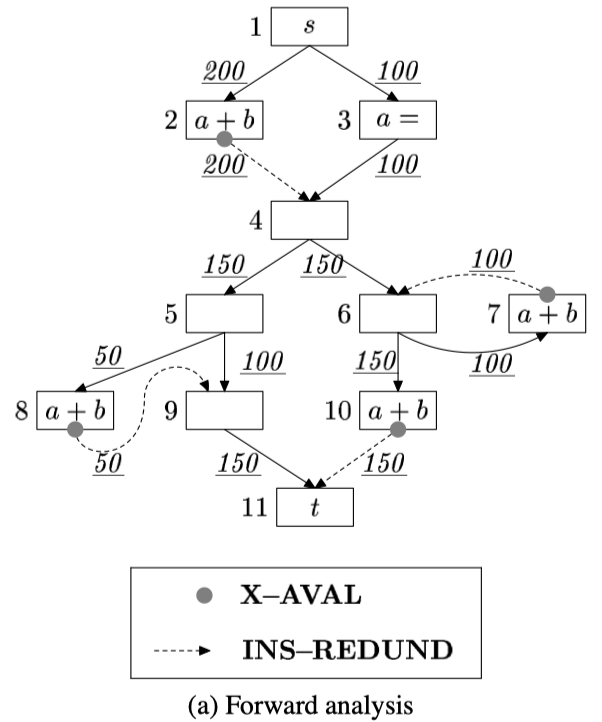 1 s
200 100
2 a + b 3 a =
200 100
4
150 150 100
5 6 7 a + b
50 100 150 100
8 a + b 9 10 a + b
50 150 150
11 t
X–AVAL
INS–REDUND
(a) Forward analysis